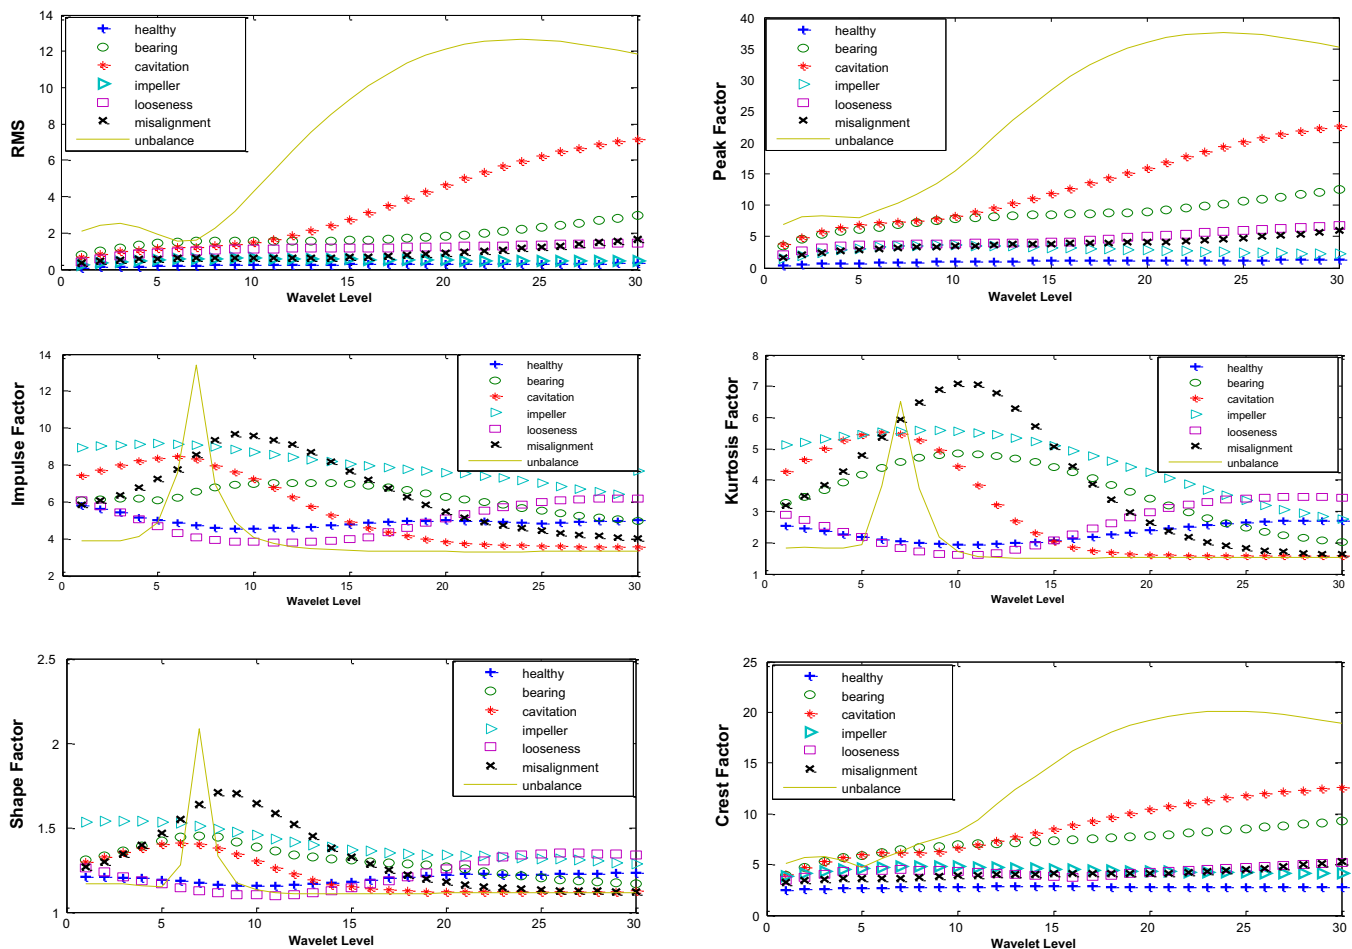 14
12
10
8
6
4
2
0
RMS
healthy
bearing
cavitation
impeller
looseness
misalignment
unbalance
0
5
10
15
20
25
30
Wavelet Level
40
35
30
25
20
15
10
5
0
Peak Factor
healthy
bearing
cavitation
impeller
looseness
misalignment
unbalance
0
5
10
15
20
25
30
Wavelet Level
14
12
10
8
6
4
2
Impulse Factor
healthy
bearing
cavitation
impeller
looseness
misalignment
unbalance
0
5
10
15
20
25
30
Wavelet Level
8
7
6
5
4
3
2
1
Kurtosis Factor
healthy
bearing
cavitation
impeller
looseness
misalignment
unbalance
0
5
10
15
20
25
30
Wavelet Level
2.5
2
1.5
1
Shape Factor
healthy
bearing
cavitation
impeller
looseness
misalignment
unbalance
0
5
10
15
20
25
30
Wavelet Level
25
20
15
10
5
0
Crest Factor
healthy
bearing
cavitation
impeller
looseness
misalignment
unbalance
0
5
10
15
20
25
30
Wavelet Level